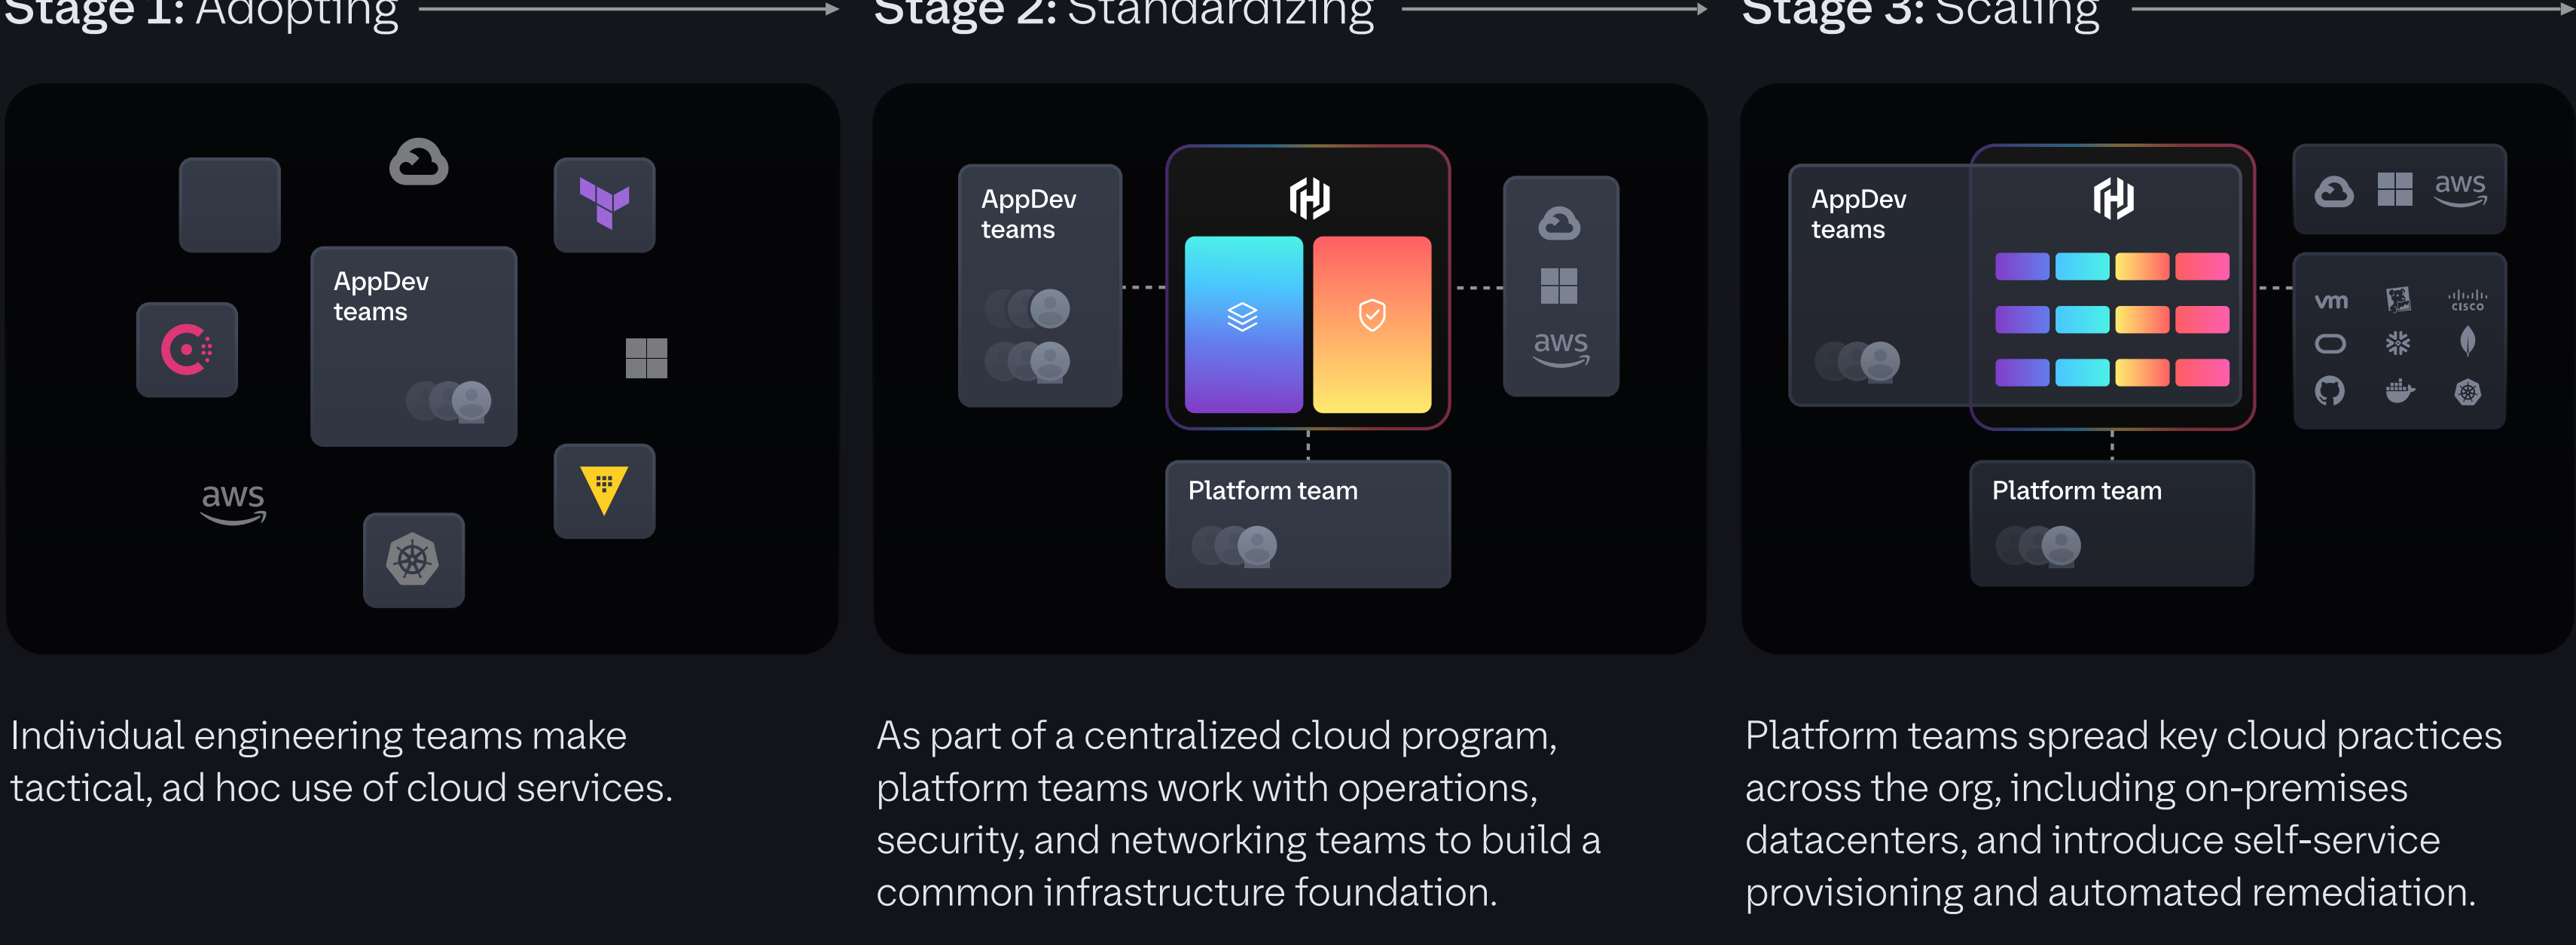 Stage 1: Adopting
Stage 2: Standardizing
Stage 3: Scaling
AppDev
teams
aws
AppDev
teams
aws
Platform team
AppDev
teams
aws
vm
CISCO
Platform team
Individual engineering teams make
tactical, ad hoc use of cloud services.
As part of a centralized cloud program,
platform teams work with operations,
security, and networking teams to build a
common infrastructure foundation.
Platform teams spread key cloud practices
across the org, including on-premises
datacenters, and introduce self-service
provisioning and automated remediation.